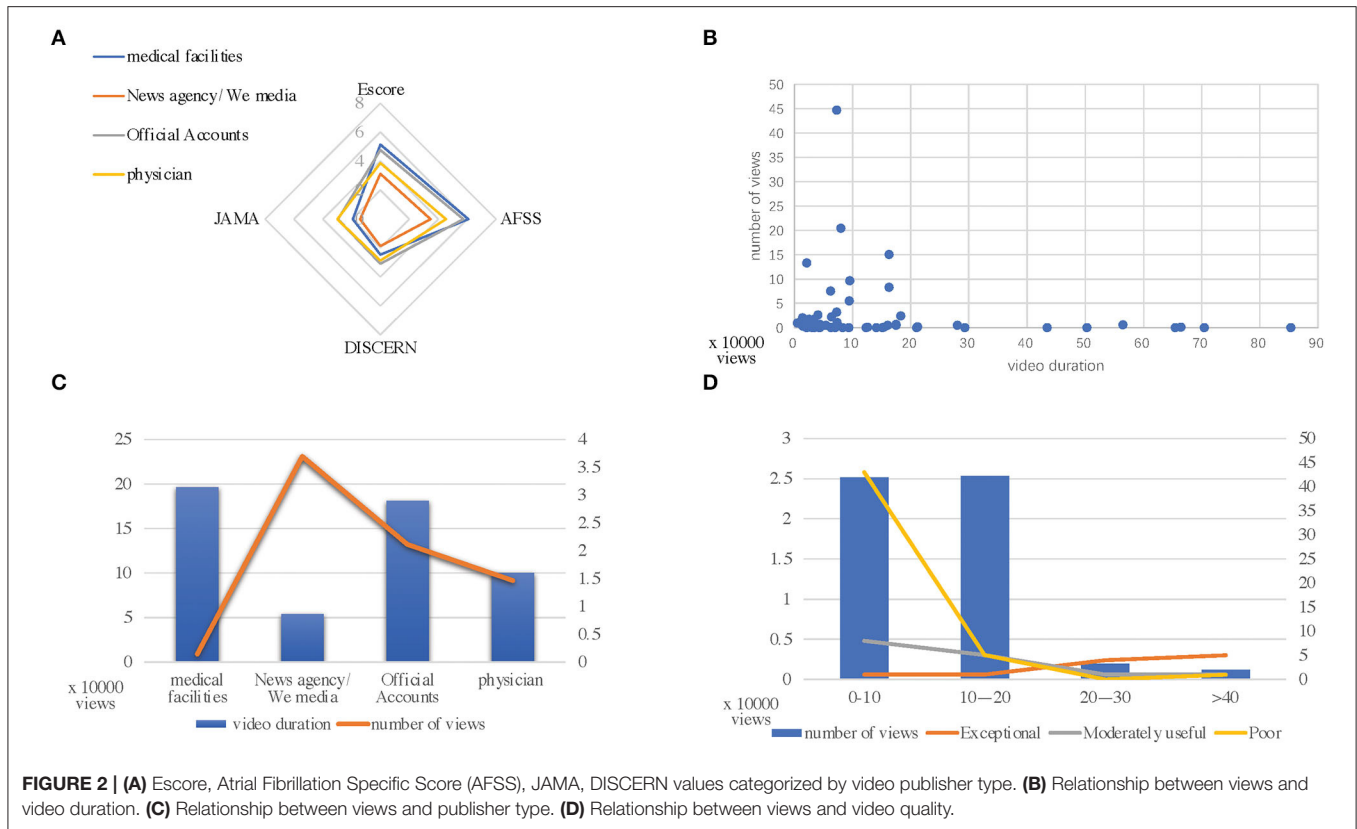 A
medical facilities
News agency/ We media
Official Accounts
physician
Escore
8
6
4
2
JAMA
AFSS
DISCERN
B
50
45
40
35
30
25
20
15
10
5
0
number of views
x 10000
views
0 10 20 30 40 50 60 70 80 90
video duration
C
25
20
15
10
5
0
4
3.5
3
2.5
2
1.5
1
0.5
0
x 10000
views
medical
facilities
News agency/
We media
Official
Accounts
physician
video duration number of views
D
3
2.5
2
1.5
1
0.5
0
50
45
40
35
30
25
20
15
10
5
0
x 10000
views
0-10 10—20 20—30 >40
number of views Exceptional Moderately useful Poor
FIGURE 2 | (A) Escore, Atrial Fibrillation Specific Score (AFSS), JAMA, DISCERN values categorized by video publisher type. (B) Relationship between views and
video duration. (C) Relationship between views and publisher type. (D) Relationship between views and video quality.